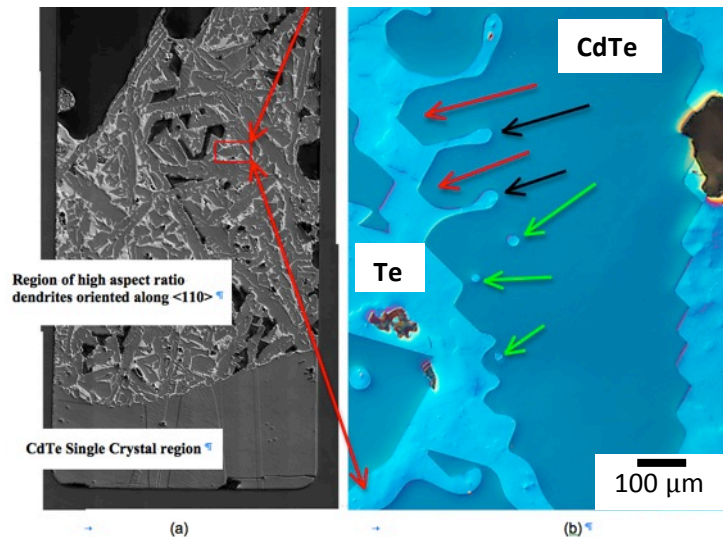 CdTe
Te
Region of high aspect ratio
dendrites oriented along <110> ¶
CdTe Single Crystal region ¶
100 μm
→ (a)
→ (b) ¶